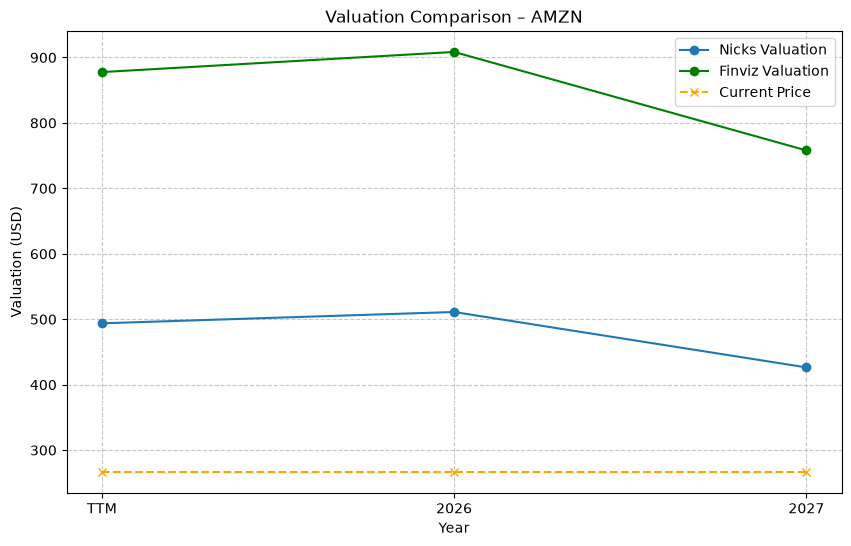 Valuation Comparison – AMZN
Nicks Valuation
Finviz Valuation
Current Price
Valuation (USD)
900
800
700
600
500
400
300
TTM
2026
2027
Year